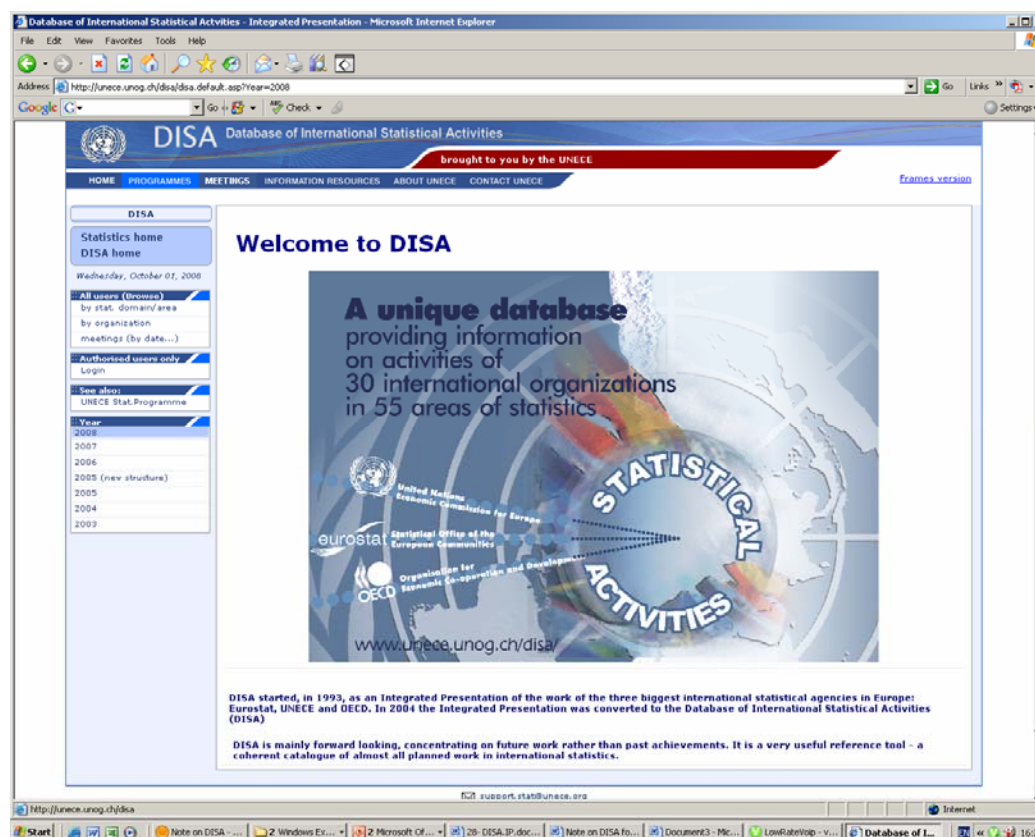 Database of International Statistical Actvities - Integrated Presentation - Microsoft Internet Explorer
File Edit View Favorites Tools Help
Address http://unece.unog.ch/disa/disa.default.asp?Year=2008 Go Links »
Google G Go Check Settings
DISA Database of International Statistical Activities
brought to you by the UNECE
HOME PROGRAMMES MEETINGS INFORMATION RESOURCES ABOUT UNECE CONTACT UNECE Frames version
DISA
Statistics home
DISA home
Wednesday, October 01, 2008
All users (Browse)
by stat. domain/area
by organization
meetings (by date...)
Authorised users only
Login
See also:
UNECE Stat.Programme
Year
2008
2007
2006
2005 (new structure)
2005
2004
2003
Welcome to DISA
A unique database
providing information
on activities of
30 international organizations
in 55 areas of statistics
United Nations
Economic Commission for Europe
eurostat Statistical Office of the
European Communities
OECD Organisation for
Economic Co-operation and Development
STATISTICAL
ACTIVITIES
www.unece.unog.ch/disa/
DISA started, in 1993, as an Integrated Presentation of the work of the three biggest international statistical agencies in Europe:
Eurostat, UNECE and OECD. In 2004 the Integrated Presentation was converted to the Database of International Statistical Activities
(DISA)
DISA is mainly forward looking, concentrating on future work rather than past achievements. It is a very useful reference tool - a
coherent catalogue of almost all planned work in international statistics.
support.stat@unece.org
http://unece.unog.ch/disa Internet
Start Note on DISA - ... 2 Windows Ex... 2 Microsoft Of... 28- DISA.IP.doc... Note on DISA fo... Document3 - Mic... LowRateVoip - v... Database of I... « 16: